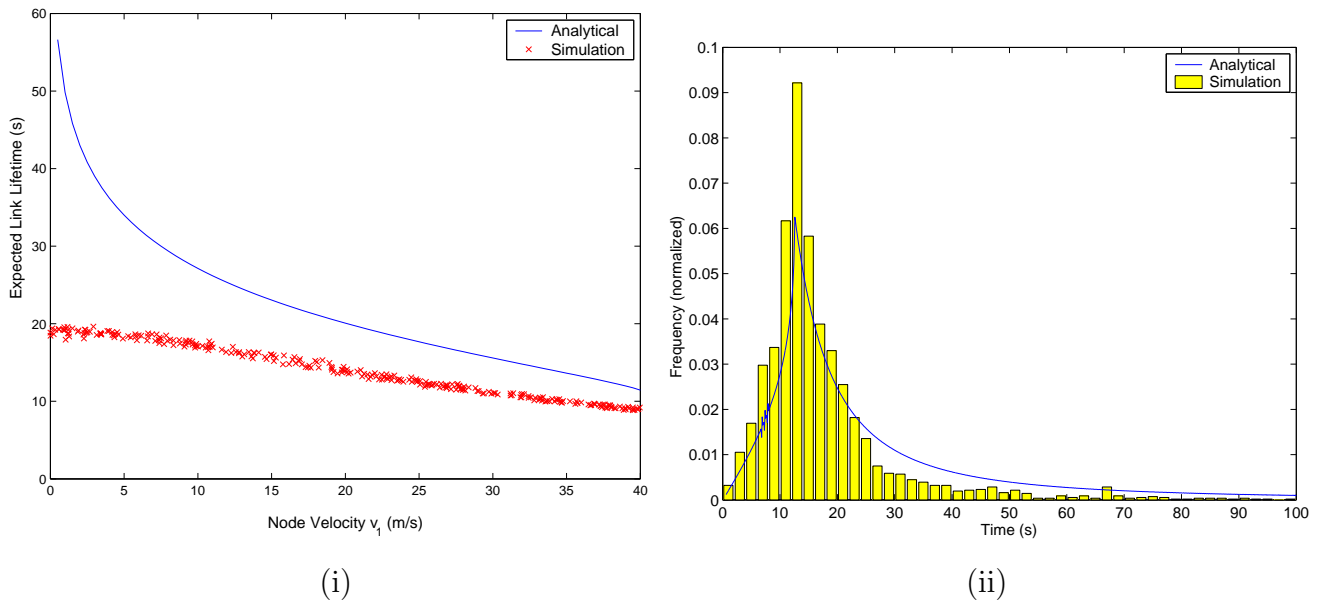 60
50
40
30
20
10
0
Expected Link Lifetime (s)
Analytical
Simulation
0 5 10 15 20 25 30 35 40
Node Velocity v1 (m/s)
(i)
0.1
0.09
0.08
0.07
0.06
0.05
0.04
0.03
0.02
0.01
0
Frequency (normalized)
Analytical
Simulation
0 10 20 30 40 50 60 70 80 90 100
Time (s)
(ii)